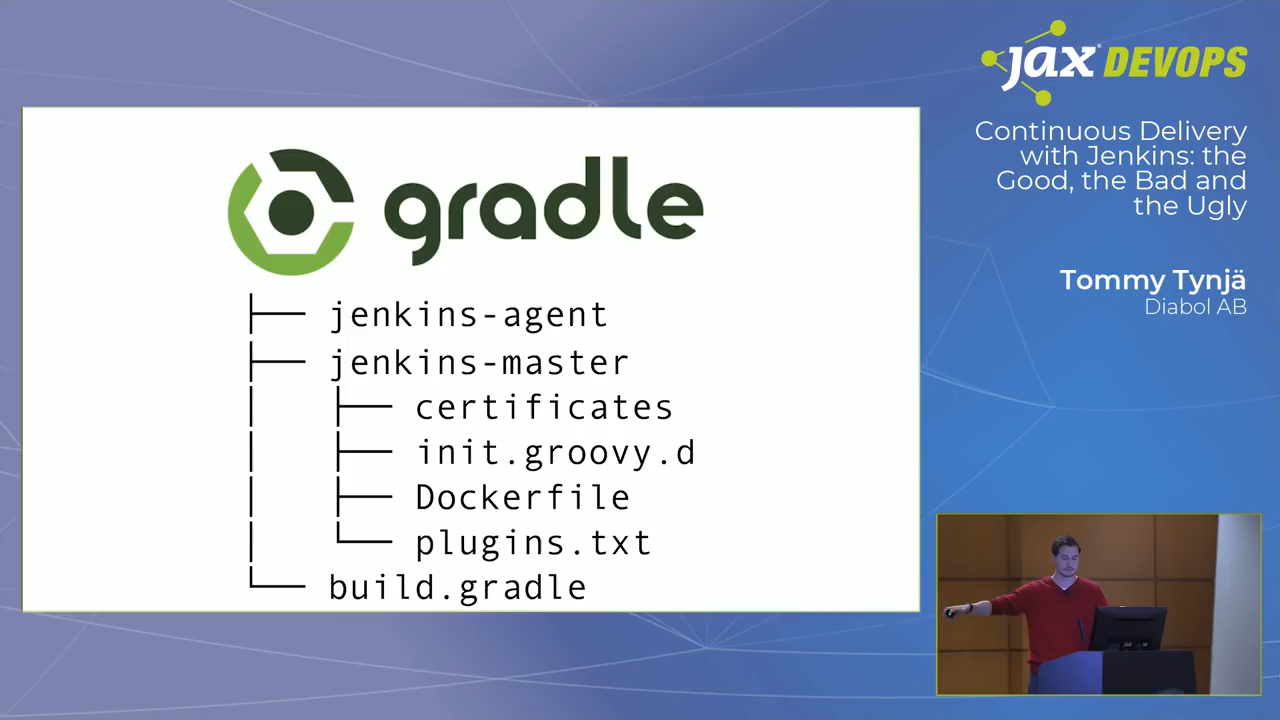 gradle
├── jenkins-agent
├── jenkins-master
│   ├── certificates
│   ├── init.groovy.d
│   ├── Dockerfile
│   └── plugins.txt
└── build.gradle
jax DEVOPS
Continuous Delivery
with Jenkins: the
Good, the Bad and
the Ugly
Tommy Tynjä
Diabol AB